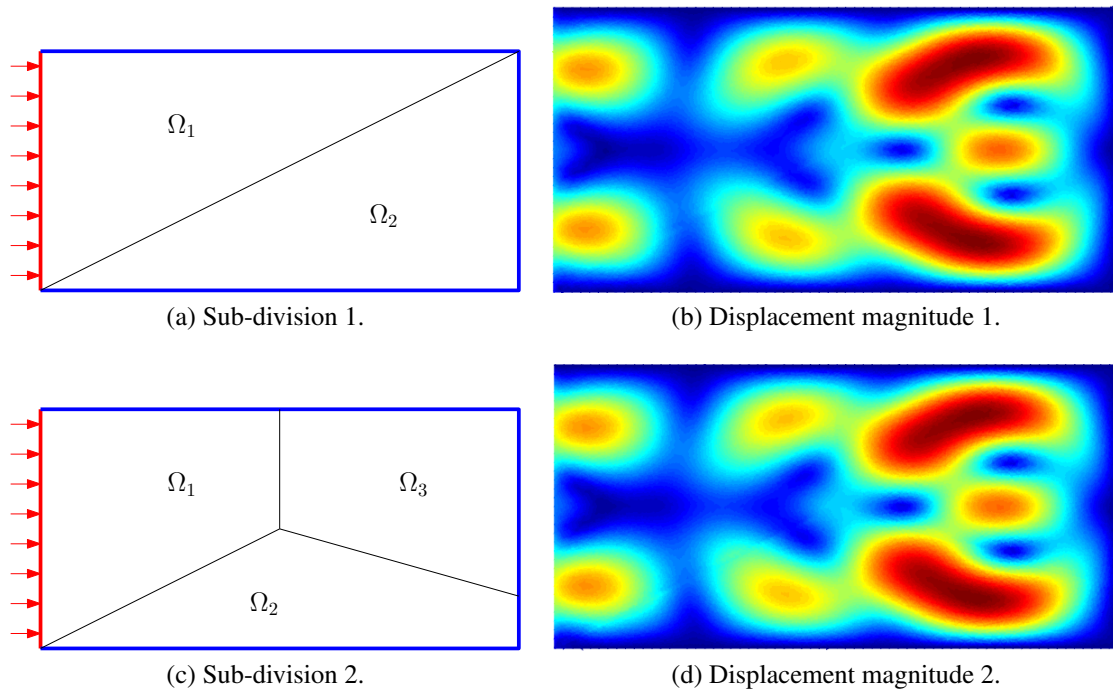 Ω₁
Ω₂
(a) Sub-division 1.
(b) Displacement magnitude 1.
Ω₁
Ω₃
Ω₂
(c) Sub-division 2.
(d) Displacement magnitude 2.